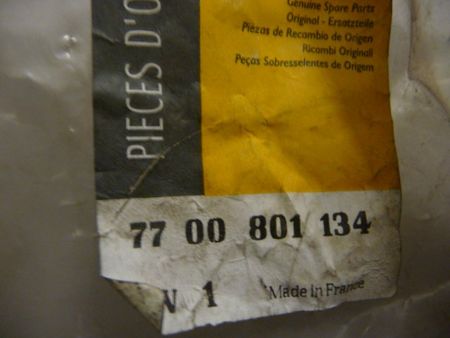 PIECES D'O
Genuine Spare Parts
Original - Ersatzteile
Piezas de Recambio de Origen
Ricambi Originali
Peças Sobresselentes de Origem
77 00 801 134
1 Made in France